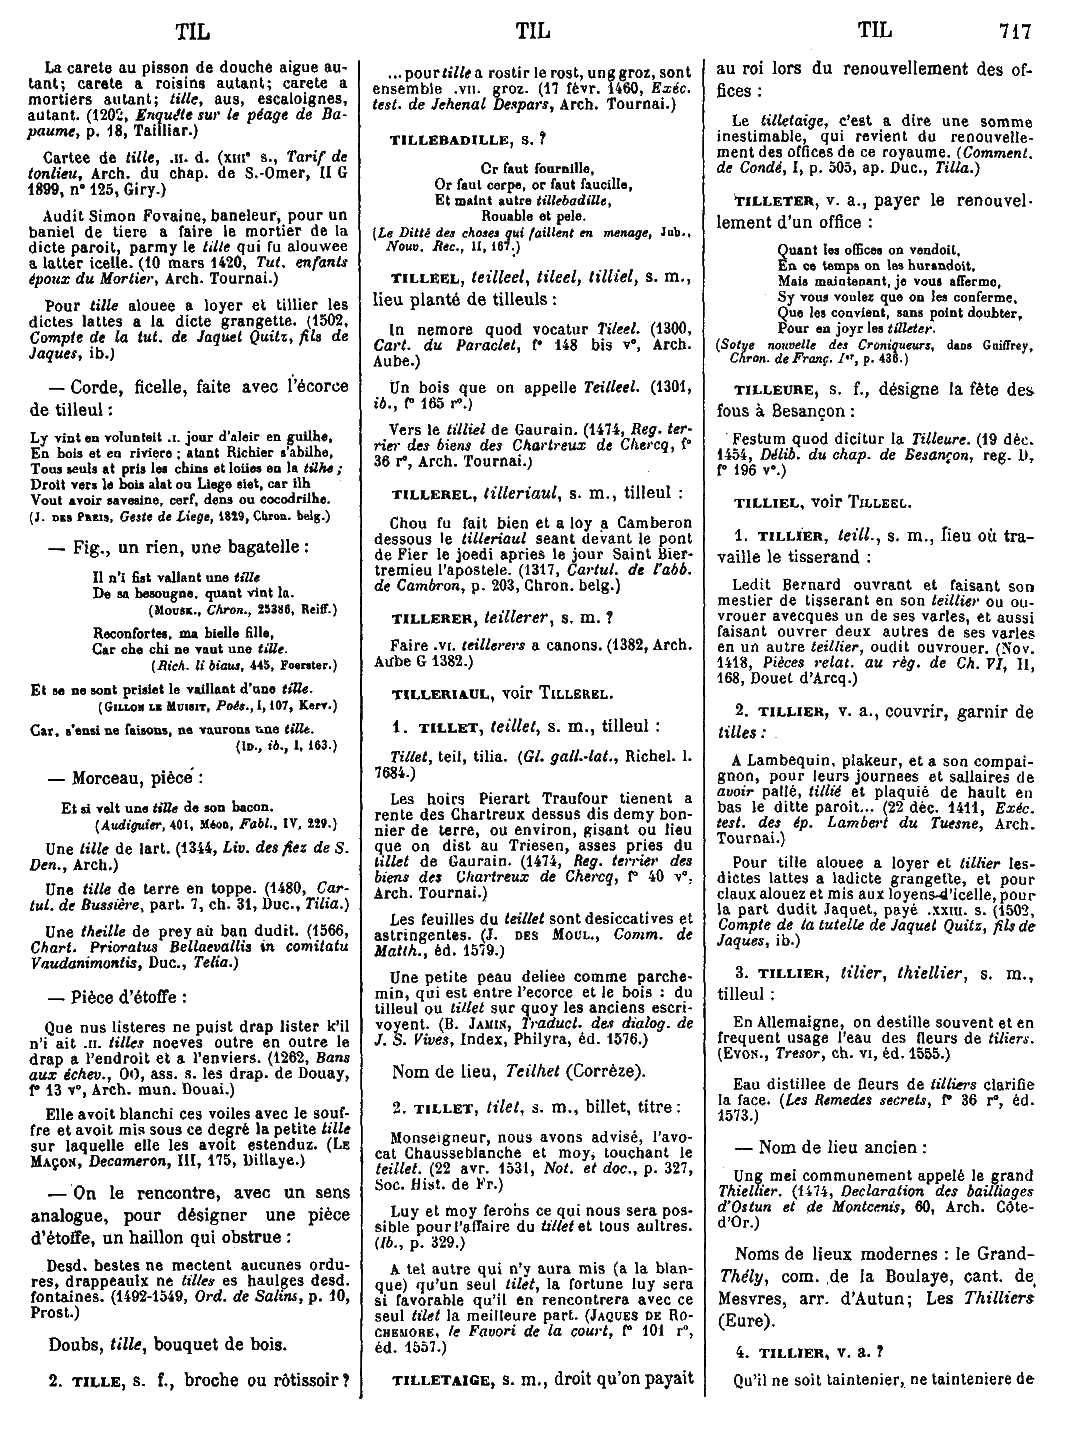 TIL
TIL
TIL
717
La carete au pisson de douche aigue au-
tant; carete a roisins autant; carete a
mortiers autant; tille, aus, escaloignes,
autant. (1202, Enquête sur le péage de Ba-
paume, p. 18, Tailliar.)
Cartee de tille, .II. d. (XIIIe s., Tarif de
tonlieu, Arch. du chap. de S.-Omer, II G
1899, n° 125, Giry.)
Audit Simon Fovaine, baneleur, pour un
baniel de tiere a faire le mortier de la
dicte paroit, parmy le tille qui fu alouwee
a latter icelle. (10 mars 1420, Tut. enfants
époux du Mortier, Arch. Tournai.)
Pour tille alouee a loyer et tillier les
dictes lattes a la dicte grangette. (1502,
Compte de la tut. de Jaquet Quitz, fils de
Jaques, ib.)
— Corde, ficelle, faite avec l'écorce
de tilleul :
Ly vint en volunteit .I. jour d'aleir en guilhe,
En bois et en riviere ; atant Richier s'abilhe,
Tous seuls at pris les chins et loiies en la tilhe ;
Droit vers le bois alat ou Liege siet, car ilh
Vout avoir savesine, cerf, dens ou cocodrilhe.
(J. DES PREIS, Geste de Liege, 1829, Chron. belg.)
— Fig., un rien, une bagatelle :
Il n'i fist vallant une tille
De sa besougne, quant vint la.
(MOUSK., Chron., 25386, Reiff.)
Reconfortes, ma bielle fille,
Car che chi ne vaut une tille.
(Rich. li biaus, 445, Foerster.)
Et se ne sont prisiet le vaillant d'une tille.
(GILLON LE MUISIT, Poés., I, 107, Kerv.)
Car, s'ensi ne faisons, ne vaurons une tille.
(ID., ib., I, 163.)
— Morceau, pièce :
Et si velt une tille de son bacon.
(Audiguier, 401, Méon, Fabl., IV, 229.)
Une tille de lart. (1344, Liv. des fiez de S.
Den., Arch.)
Une tille de terre en toppe. (1480, Car-
tul. de Bussière, part. 7, ch. 31, Duc., Tilia.)
Une theille de prey au ban dudit. (1566,
Chart. Prioratus Bellaevallis in comitatu
Vaudanimontis, Duc., Telia.)
— Pièce d'étoffe :
Que nus listeres ne puist drap lister k'il
n'i ait .II. tilles noeves outre en outre le
drap a l'endroit et a l'enviers. (1262, Bans
aux échev., OO, ass. s. les drap. de Douay,
f° 13 v°, Arch. mun. Douai.)
Elle avoit blanchi ces voiles avec le souf-
fre et avoit mis sous ce degré la petite tille
sur laquelle elle les avoit estenduz. (LE
MAÇON, Decameron, III, 175, Dillaye.)
— On le rencontre, avec un sens
analogue, pour désigner une pièce
d'étoffe, un haillon qui obstrue :
Desd. bestes ne mectent aucunes ordu-
res, drappeaulx ne tilles es haulges desd.
fontaines. (1492-1549, Ord. de Salins, p. 10,
Prost.)
Doubs, tille, bouquet de bois.
2. TILLE, s. f., broche ou rôtissoir ?
...pour tille a rostir le rost, ung groz, sont
ensemble .VII. groz. (17 févr. 1460, Exéc.
test. de Jehenal Despars, Arch. Tournai.)
TILLEBADILLE, s. ?
Or faut fournille,
Or faut cerpe, or faut faucille,
Et maint autre tillebadille,
Rouable et pele.
(Le Ditté des choses qui faillent en menage, Jub.,
Nouv. Rec., II, 167.)
TILLEEL, teilleel, tileel, tilliel, s. m.,
lieu planté de tilleuls :
In nemore quod vocatur Tileel. (1300,
Cart. du Paraclet, f° 148 bis v°, Arch.
Aube.)
Un bois que on appelle Teilleel. (1301,
ib., f° 165 r°.)
Vers le tilliel de Gaurain. (1474, Reg. ter-
rier des biens des Chartreux de Chercq, f°
36 r°, Arch. Tournai.)
TILLEREL, tilleriaul, s. m., tilleul :
Chou fu fait bien et a loy a Camberon
dessous le tilleriaul seant devant le pont
de Fier le joedi apries le jour Saint Bier-
tremieu l'apostele. (1317, Cartul. de l'abb.
de Cambron, p. 203, Chron. belg.)
TILLERER, teillerer, s. m. ?
Faire .VI. teillerers a canons. (1382, Arch.
Aube G 1382.)
TILLERIAUL, voir TILLEREL.
1. TILLET, teillet, s. m., tilleul :
Tillet, teil, tilia. (Gl. gall.-lat., Richel. l.
7684.)
Les hoirs Pierart Traufour tienent a
rente des Chartreux dessus dis demy bon-
nier de terre, ou environ, gisant ou lieu
que on dist au Triesen, asses pries du
tillet de Gaurain. (1474, Reg. terrier des
biens des Chartreux de Chercq, f° 40 v°,
Arch. Tournai.)
Les feuilles du teillet sont desiccatives et
astringentes. (J. DES MOUL., Comm. de
Matth., éd. 1579.)
Une petite peau deliee comme parche-
min, qui est entre l'ecorce et le bois : du
tilleul ou tillet sur quoy les anciens escri-
voyent. (B. JAMIN, Traduct. des dialog. de
J. S. Vives, Index, Philyra, éd. 1576.)
Nom de lieu, Teilhet (Corrèze).
2. TILLET, tilet, s. m., billet, titre :
Monseigneur, nous avons advisé, l'avo-
cat Chausseblanche et moy, touchant le
teillet. (22 avr. 1531, Not. et doc., p. 327,
Soc. Hist. de Fr.)
Luy et moy ferons ce qui nous sera pos-
sible pour l'affaire du tillet et tous aultres.
(Ib., p. 329.)
A tel autre qui n'y aura mis (a la blan-
que) qu'un seul tilet, la fortune luy sera
si favorable qu'il en rencontrera avec ce
seul tilet la meilleure part. (JAQUES DE RO-
CHEMORE, le Favori de la court, f° 101 r°,
éd. 1557.)
TILLETAIGE, s. m., droit qu'on payait
au roi lors du renouvellement des of-
fices :
Le tilletaige, c'est a dire une somme
inestimable, qui revient du renouvelle-
ment des offices de ce royaume. (Comment.
de Condé, I, p. 505, ap. Duc., Tilla.)
TILLETER, v. a., payer le renouvel-
lement d'un office :
Quant les offices on vendoit,
En ce temps on les hurandoit,
Mais maintenant, je vous affermo,
Sy vous voulez que on les conferme,
Que les convient, sans point doubter,
Pour en joyr les tilleter.
(Sotye nouvelle des Croniqueurs, dans Guiffrey,
Chron. de Franç. Ier, p. 436.)
TILLEURE, s. f., désigne la fête des
fous à Besançon :
Festum quod dicitur la Tilleure. (19 déc.
1454, Délib. du chap. de Besançon, reg. D,
f° 196 v°.)
TILLIEL, voir TILLEEL.
1. TILLIER, teill., s. m., lieu où tra-
vaille le tisserand :
Ledit Bernard ouvrant et faisant son
mestier de tisserant en son teillier ou ou-
vrouer avecques un de ses varles, et aussi
faisant ouvrer deux autres de ses varles
en un autre teillier, oudit ouvrouer. (Nov.
1418, Pièces relat. au règ. de Ch. VI, II,
168, Douet d'Arcq.)
2. TILLIER, v. a., couvrir, garnir de
tilles :
A Lambequin, plakeur, et a son compai-
gnon, pour leurs journees et sallaires de
avoir pallé, tillié et plaquié de hault en
bas le ditte paroit... (22 déc. 1411, Exéc.
test. des ép. Lambert du Tuesne, Arch.
Tournai.)
Pour tille alouee a loyer et tillier les-
dictes lattes a ladicte grangette, et pour
claux alouez et mis aux loyens d'icelle, pour
la part dudit Jaquet, payé .XXIII. s. (1502,
Compte de la tutelle de Jaquet Quitz, fils de
Jaques, ib.)
3. TILLIER, tilier, thiellier, s. m.,
tilleul :
En Allemaigne, on destille souvent et en
frequent usage l'eau des fleurs de tiliers.
(EVON., Tresor, ch. VI, éd. 1555.)
Eau distillee de fleurs de tilliers clarifie
la face. (Les Remedes secrets, f° 36 r°, éd.
1573.)
— Nom de lieu ancien :
Ung mei communement appelé le grand
Thiellier. (1474, Declaration des bailliages
d'Ostun et de Montcenis, 60, Arch. Côte-
d'Or.)
Noms de lieux modernes : le Grand-
Thély, com. de la Boulaye, cant. de
Mesvres, arr. d'Autun; Les Thilliers
(Eure).
4. TILLIER, v. a. ?
Qu'il ne soit taintenier, ne tainteniere de